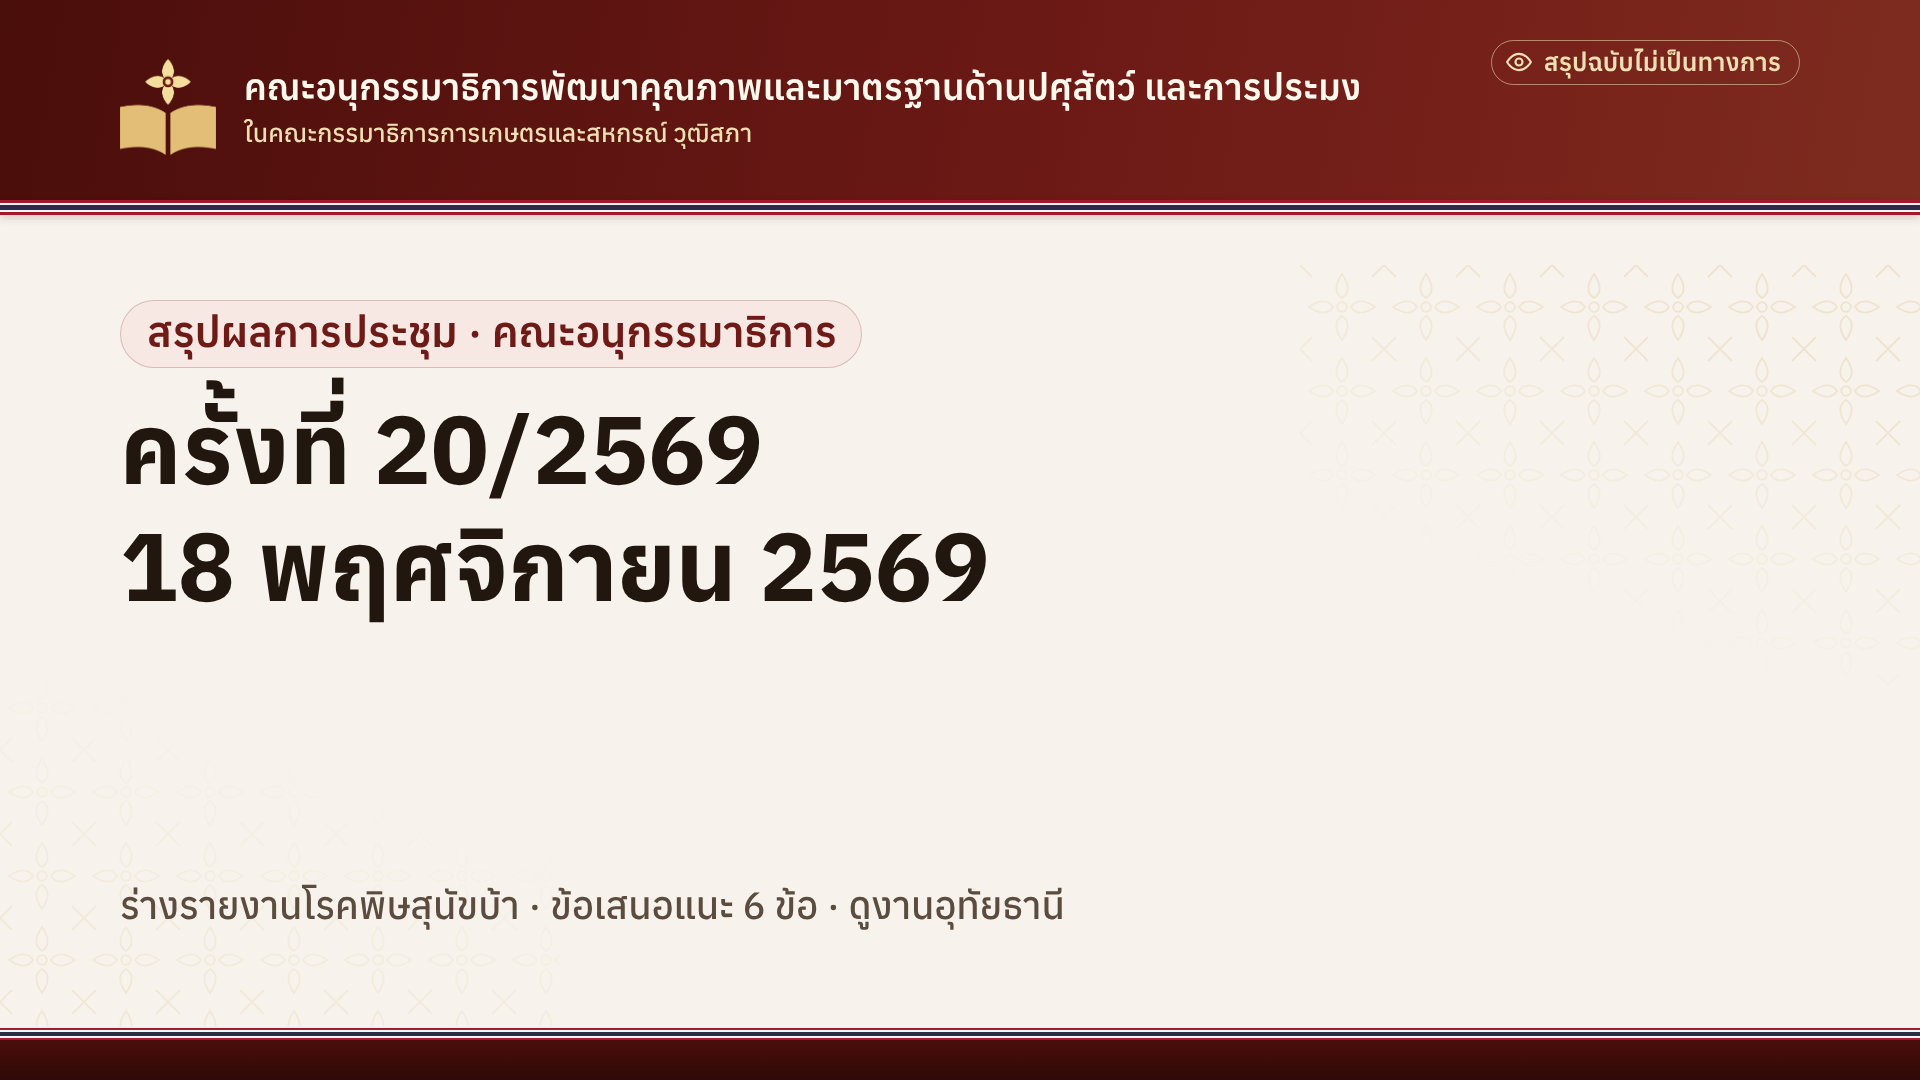 คณะอนุกรรมาธิการพัฒนาคุณภาพและมาตรฐานด้านปศุสัตว์ และการประมง
ในคณะกรรมาธิการการเกษตรและสหกรณ์ วุฒิสภา
สรุปฉบับไม่เป็นทางการ
สรุปผลการประชุม · คณะอนุกรรมาธิการ
ครั้งที่ 20/2569
18 พฤศจิกายน 2569
ร่างรายงานโรคพิษสุนัขบ้า · ข้อเสนอแนะ 6 ข้อ · ดูงานอุทัยธานี